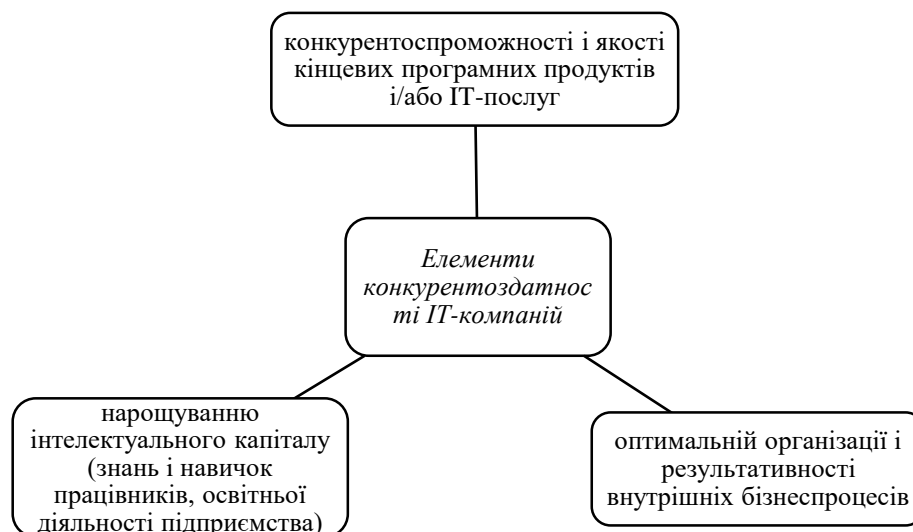 конкурентоспроможності і якості
кінцевих програмних продуктів
і/або ІТ-послуг
Елементи
конкурентоздатнос
ті ІТ-компаній
нарощуванню
інтелектуального капіталу
(знань і навичок
працівників, освітньої
діяльності підприємства)
оптимальній організації і
результативності
внутрішніх бізнеспроцесів